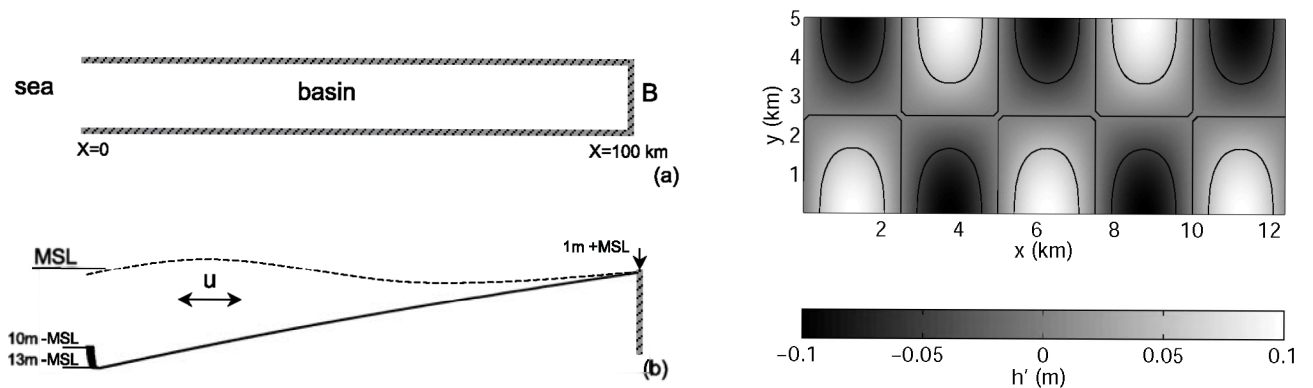 sea
basin
B
X=0
X=100 km
(a)
MSL
1m +MSL
u
10m -MSL
13m -MSL
(b)
5
4
3
2
1
y (km)
2 4 6 8 10 12
x (km)
-0.1 -0.05 0 0.05 0.1
h' (m)